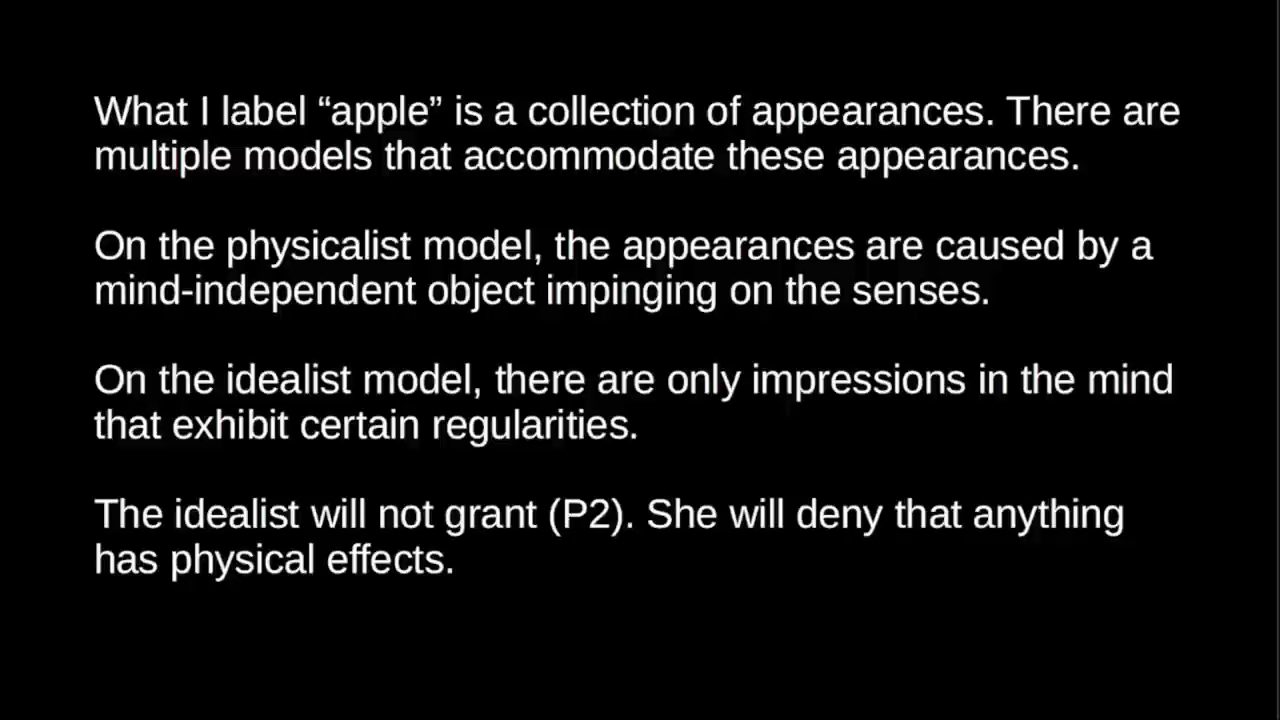 What I label “apple” is a collection of appearances. There are
multiple models that accommodate these appearances.
On the physicalist model, the appearances are caused by a
mind-independent object impinging on the senses.
On the idealist model, there are only impressions in the mind
that exhibit certain regularities.
The idealist will not grant (P2). She will deny that anything
has physical effects.